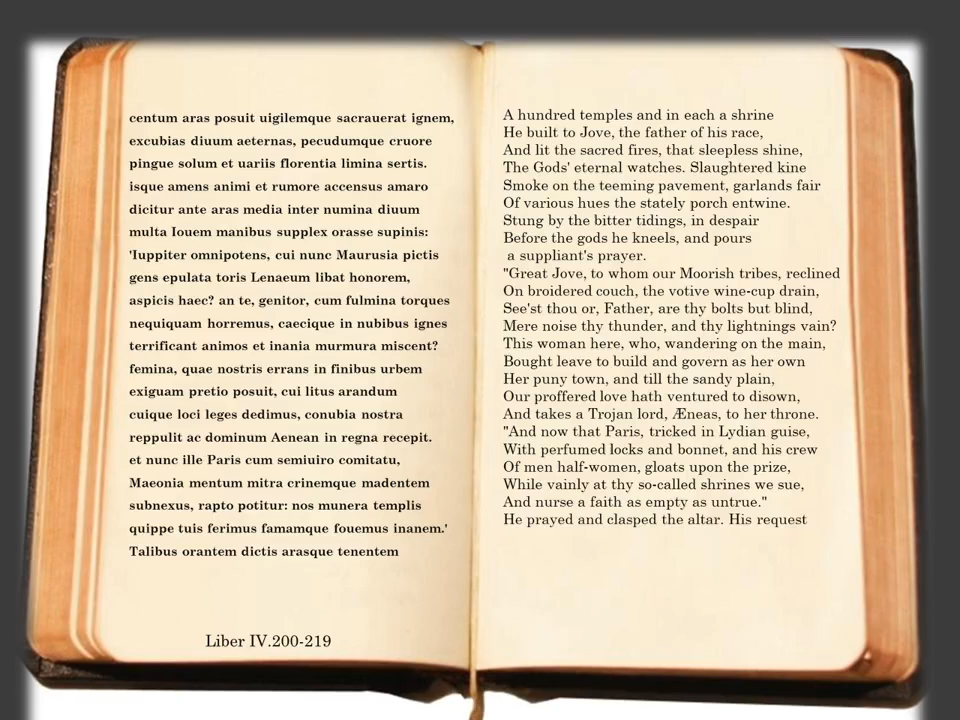 centum aras posuit uigilemque sacrauerat ignem,
excubias diuum aeternas, pecudumque cruore
pingue solum et uariis florentia limina sertis.
isque amens animi et rumore accensus amaro
dicitur ante aras media inter numina diuum
multa Iouem manibus supplex orasse supinis:
'Iuppiter omnipotens, cui nunc Maurusia pictis
gens epulata toris Lenaeum libat honorem,
aspicis haec? an te, genitor, cum fulmina torques
nequiquam horremus, caecique in nubibus ignes
terrificant animos et inania murmura miscent?
femina, quae nostris errans in finibus urbem
exiguam pretio posuit, cui litus arandum
cuique loci leges dedimus, conubia nostra
reppulit ac dominum Aenean in regna recepit.
et nunc ille Paris cum semiuiro comitatu,
Maeonia mentum mitra crinemque madentem
subnexus, rapto potitur: nos munera templis
quippe tuis ferimus famamque fouemus inanem.'
Talibus orantem dictis arasque tenentem
Liber IV.200-219
A hundred temples and in each a shrine
He built to Jove, the father of his race,
And lit the sacred fires, that sleepless shine,
The Gods' eternal watches. Slaughtered kine
Smoke on the teeming pavement, garlands fair
Of various hues the stately porch entwine.
Stung by the bitter tidings, in despair
Before the gods he kneels, and pours
a suppliant's prayer.
"Great Jove, to whom our Moorish tribes, reclined
On broidered couch, the votive wine-cup drain,
See'st thou or, Father, are thy bolts but blind,
Mere noise thy thunder, and thy lightnings vain?
This woman here, who, wandering on the main,
Bought leave to build and govern as her own
Her puny town, and till the sandy plain,
Our proffered love hath ventured to disown,
And takes a Trojan lord, Æneas, to her throne.
"And now that Paris, tricked in Lydian guise,
With perfumed locks and bonnet, and his crew
Of men half-women, gloats upon the prize,
While vainly at thy so-called shrines we sue,
And nurse a faith as empty as untrue."
He prayed and clasped the altar. His request